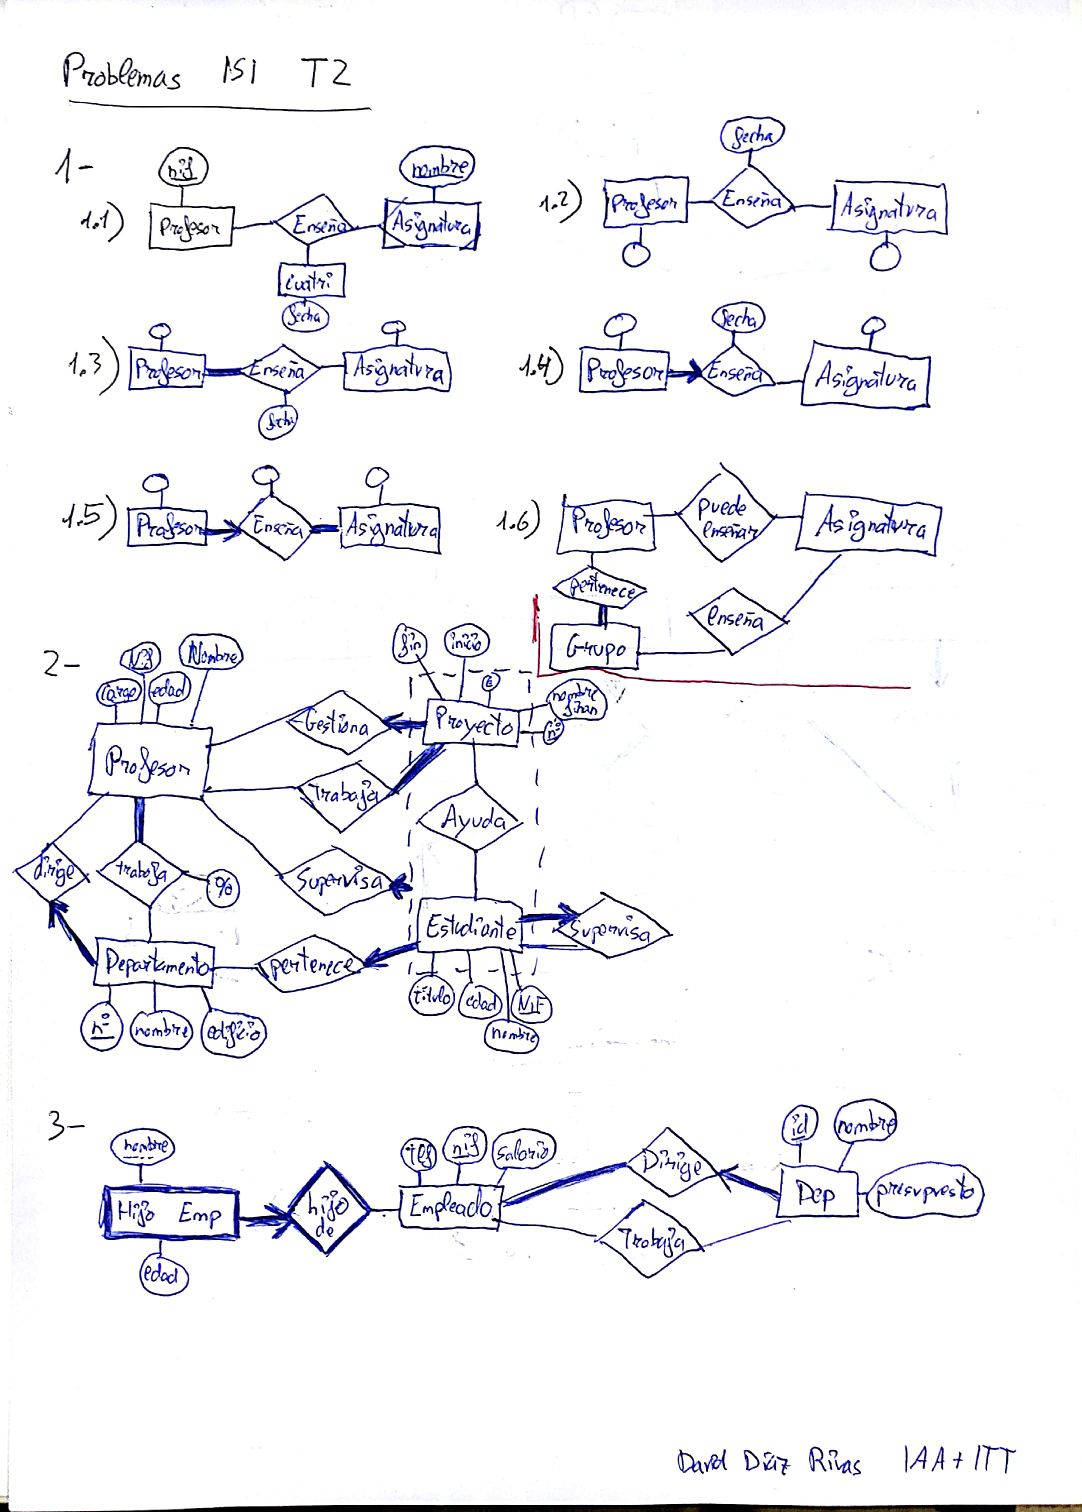 Problemas ISI T2
1-
1.1)
nif
Profesor
Enseña
nombre
Asignatura
Cuatri
fecha
1.2)
fecha
Profesor
Enseña
Asignatura
1.3)
Profesor
Enseña
Asignatura
1.4)
fecha
Profesor
Enseña
Asignatura
1.5)
Profesor
Enseña
Asignatura
1.6)
Profesor
puede
enseñar
Asignatura
pertenece
enseña
Grupo
2-
Nombre
cargo
edad
Profesor
Gestiona
fin
inicio
Proyecto
nombre
finan
nº
Trabaja
Ayuda
dirige
trabaja
%
Supervisa
Estudiante
Supervisa
Departamento
pertenece
nº
nombre
edificio
titulo
edad
NIF
nombre
3-
nombre
Hijo Emp
edad
hijo
de
telf
nif
salario
Empleado
Dirige
Trabaja
id
nombre
Dep
presupuesto
David Díaz Rivas IAA+ITT